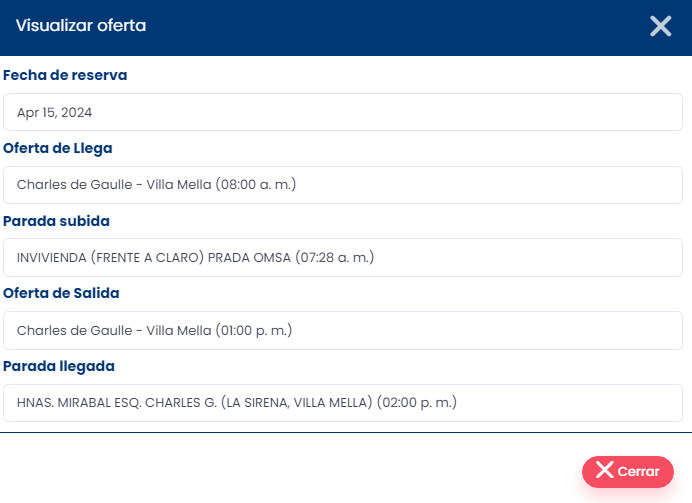 Visualizar oferta
Fecha de reserva
Apr 15, 2024
Oferta de Llega
Charles de Gaulle - Villa Mella (08:00 a. m.)
Parada subida
INVIVIENDA (FRENTE A CLARO) PRADA OMSA (07:28 a. m.)
Oferta de Salida
Charles de Gaulle - Villa Mella (01:00 p. m.)
Parada llegada
HNAS. MIRABAL ESQ. CHARLES G. (LA SIRENA, VILLA MELLA) (02:00 p. m.)
Cerrar